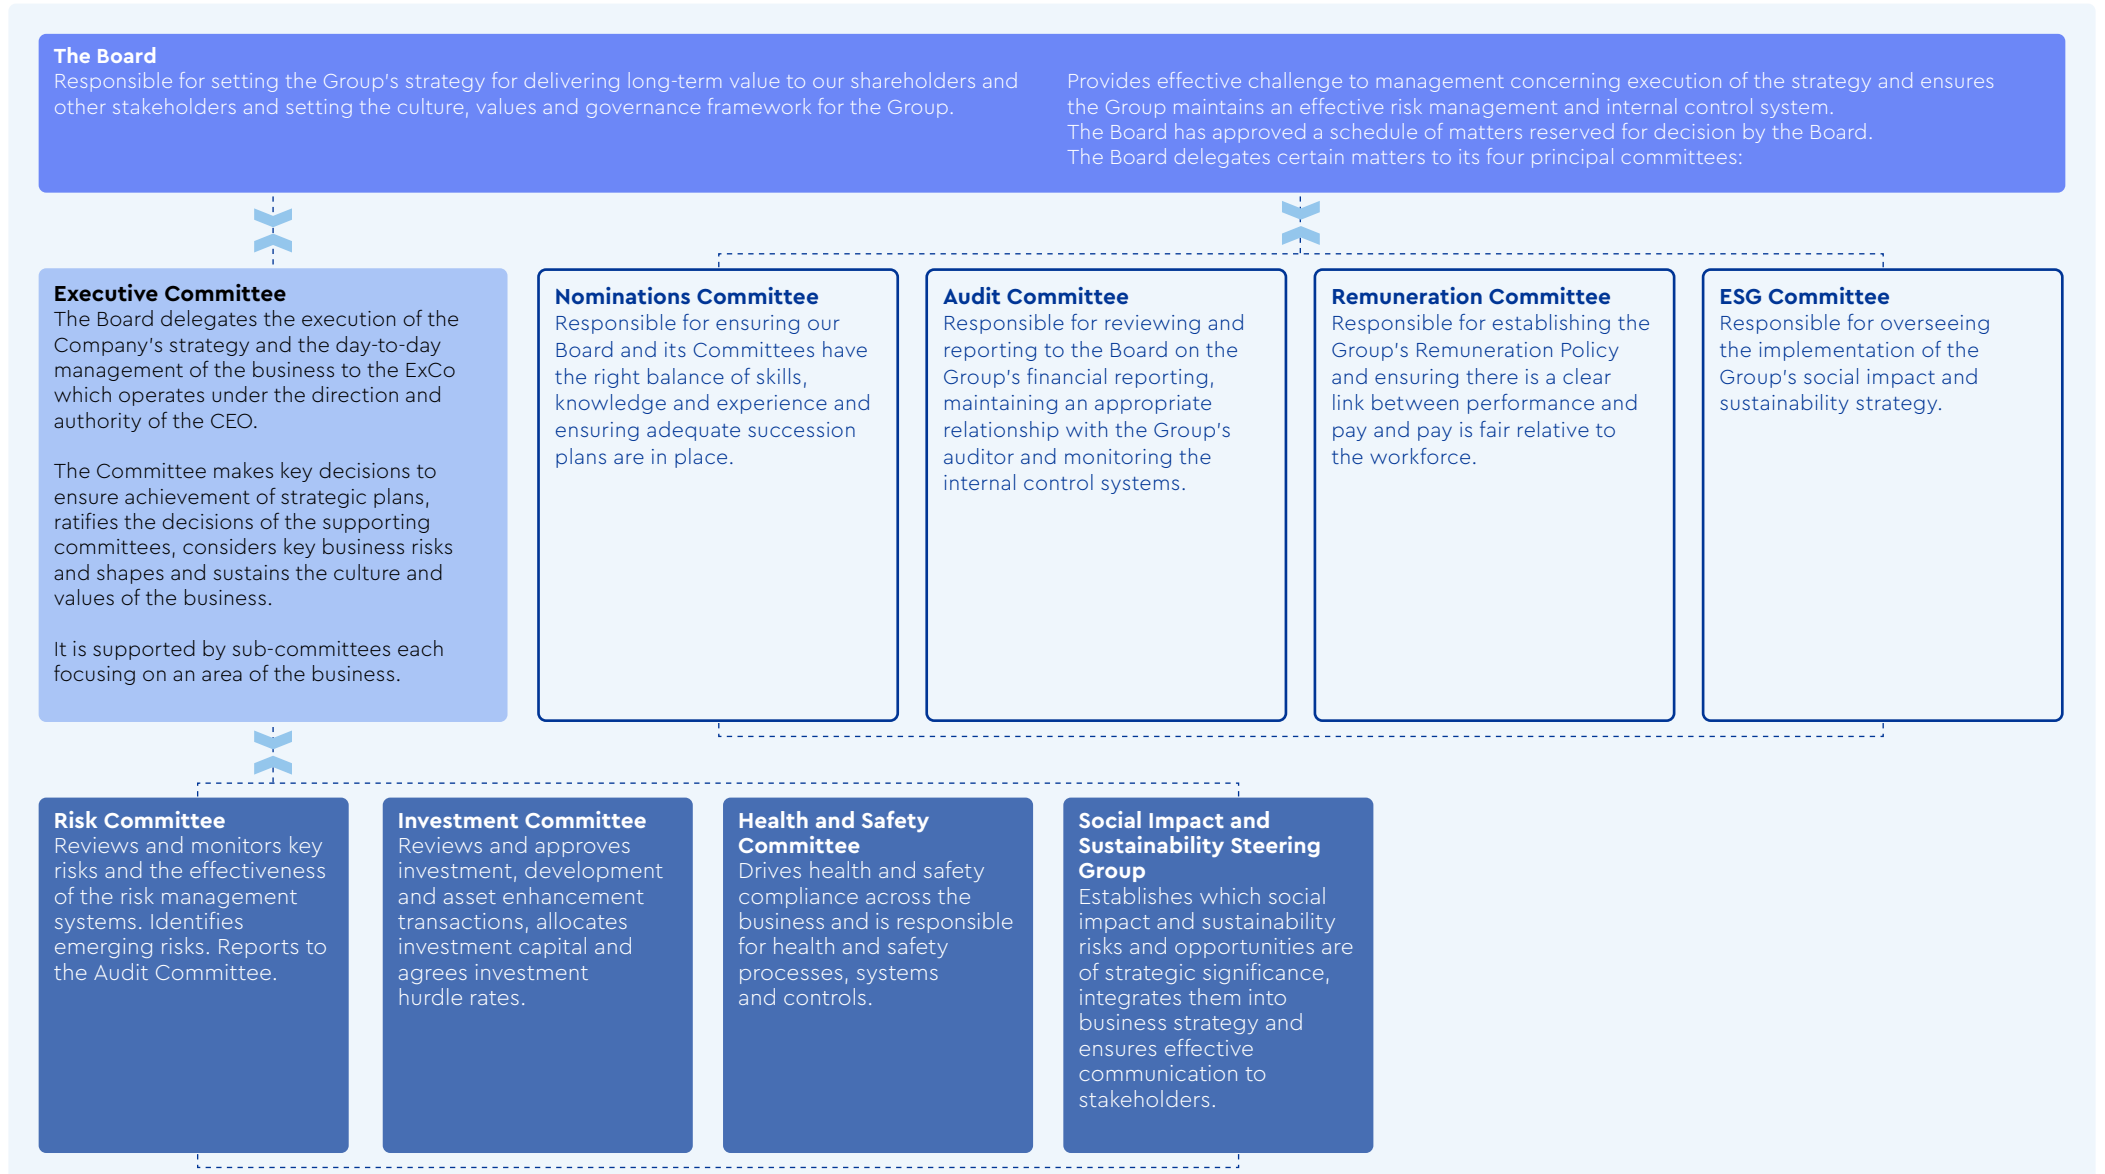 The Board
Responsible for setting the Group's strategy for delivering long-term value to our shareholders and
other stakeholders and setting the culture, values and governance framework for the Group.
Provides effective challenge to management concerning execution of the strategy and ensures
the Group maintains an effective risk management and internal control system.
The Board has approved a schedule of matters reserved for decision by the Board.
The Board delegates certain matters to its four principal committees:
Executive Committee
The Board delegates the execution of the
Company's strategy and the day-to-day
management of the business to the ExCo
which operates under the direction and
authority of the CEO.
The Committee makes key decisions to
ensure achievement of strategic plans,
ratifies the decisions of the supporting
committees, considers key business risks
and shapes and sustains the culture and
values of the business.
It is supported by sub-committees each
focusing on an area of the business.
Nominations Committee
Responsible for ensuring our
Board and its Committees have
the right balance of skills,
knowledge and experience and
ensuring adequate succession
plans are in place.
Audit Committee
Responsible for reviewing and
reporting to the Board on the
Group's financial reporting,
maintaining an appropriate
relationship with the Group's
auditor and monitoring the
internal control systems.
Remuneration Committee
Responsible for establishing the
Group's Remuneration Policy
and ensuring there is a clear
link between performance and
pay and pay is fair relative to
the workforce.
ESG Committee
Responsible for overseeing
the implementation of the
Group's social impact and
sustainability strategy.
Risk Committee
Reviews and monitors key
risks and the effectiveness
of the risk management
systems. Identifies
emerging risks. Reports to
the Audit Committee.
Investment Committee
Reviews and approves
investment, development
and asset enhancement
transactions, allocates
investment capital and
agrees investment
hurdle rates.
Health and Safety
Committee
Drives health and safety
compliance across the
business and is responsible
for health and safety
processes, systems
and controls.
Social Impact and
Sustainability Steering
Group
Establishes which social
impact and sustainability
risks and opportunities are
of strategic significance,
integrates them into
business strategy and
ensures effective
communication to
stakeholders.